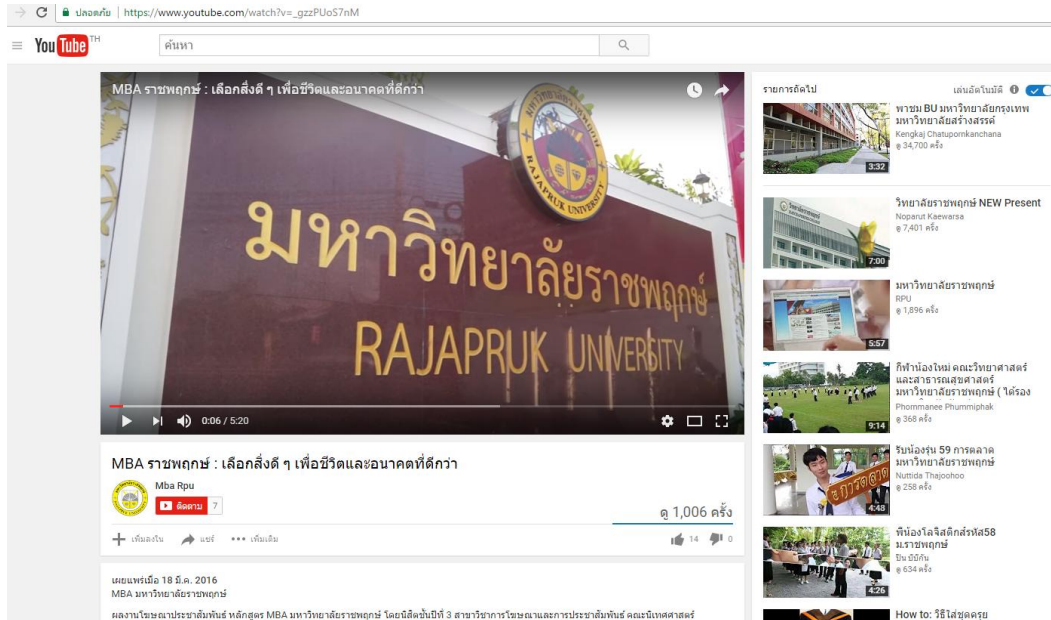 ปลอดภัย https://www.youtube.com/watch?v=_gzzPUoS7nM
YouTube TH
ค้นหา
MBA ราชพฤกษ์ : เลือกสิ่งดี ๆ เพื่อชีวิตและอนาคตที่ดีกว่า
RAJAPRUK UNIVERSITY
มหาวิทยาลัยราชพฤกษ์
RAJAPRUK UNIVERSITY
0:06 / 5:20
MBA ราชพฤกษ์ : เลือกสิ่งดี ๆ เพื่อชีวิตและอนาคตที่ดีกว่า
Mba Rpu
ติดตาม 7
ดู 1,006 ครั้ง
เพิ่มลงใน แชร์ เพิ่มเติม
14 0
เผยแพร่เมื่อ 18 มี.ค. 2016
MBA มหาวิทยาลัยราชพฤกษ์
ผลงานโฆษณาประชาสัมพันธ์ หลักสูตร MBA มหาวิทยาลัยราชพฤกษ์ โดยนิสิตชั้นปีที่ 3 สาขาวิชาการโฆษณาและการประชาสัมพันธ์ คณะนิเทศศาสตร์
รายการถัดไป
เล่นอัตโนมัติ
พาชม BU มหาวิทยาลัยกรุงเทพ
มหาวิทยาลัยสร้างสรรค์
Kengkaj Chatupornkanchana
ดู 34,700 ครั้ง
3:32
วิทยาลัยราชพฤกษ์ NEW Present
Noparut Kaewarsa
ดู 7,401 ครั้ง
7:00
มหาวิทยาลัยราชพฤกษ์
RPU
ดู 1,896 ครั้ง
5:57
กีฬาน้องใหม่ คณะวิทยาศาสตร์
และสาธารณสุขศาสตร์
มหาวิทยาลัยราชพฤกษ์ ( ได้รอง
Phommanee Phummiphak
ดู 368 ครั้ง
9:14
รับน้องรุ่น 59 การตลาด
มหาวิทยาลัยราชพฤกษ์
Nuttida Thajoohoo
ดู 258 ครั้ง
การตลาด
4:48
พี่น้องโลจิสติกส์รหัส58
ม.ราชพฤกษ์
ปัน ปปีกัน
ดู 634 ครั้ง
4:26
How to: วิธีใส่ชุดครุย